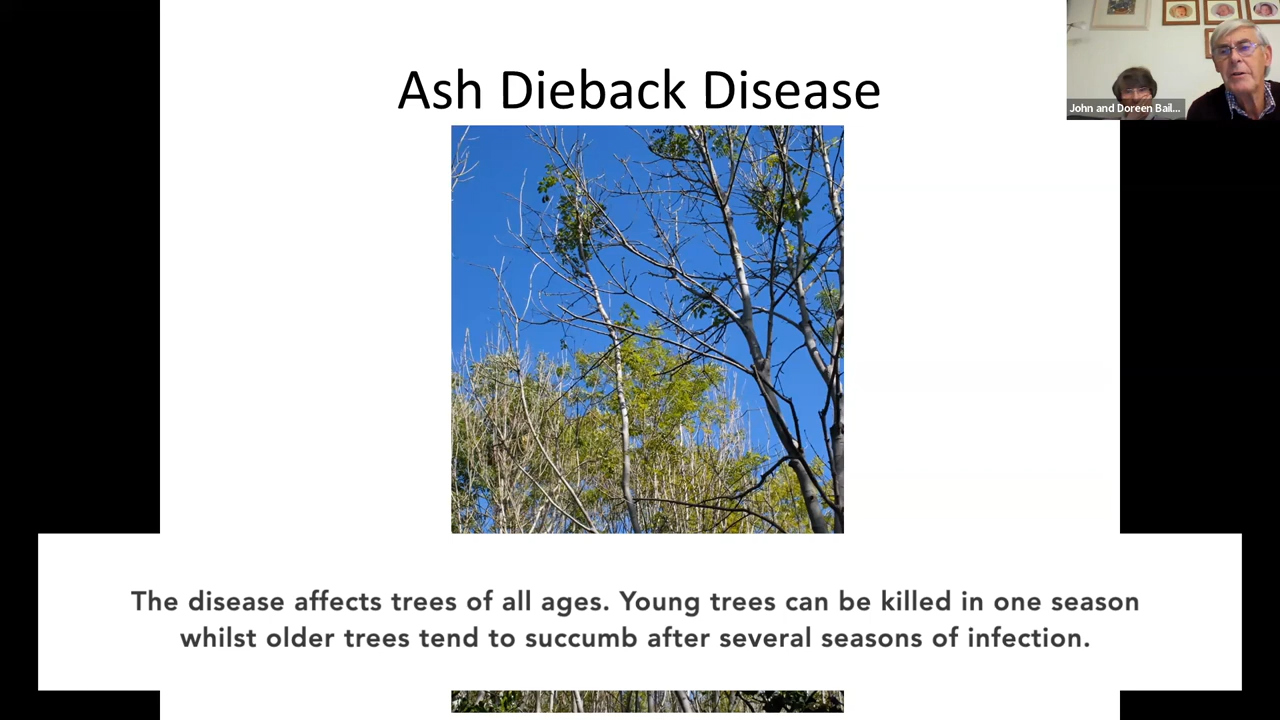 Ash Dieback Disease
John and Doreen Bail...
The disease affects trees of all ages. Young trees can be killed in one season
whilst older trees tend to succumb after several seasons of infection.